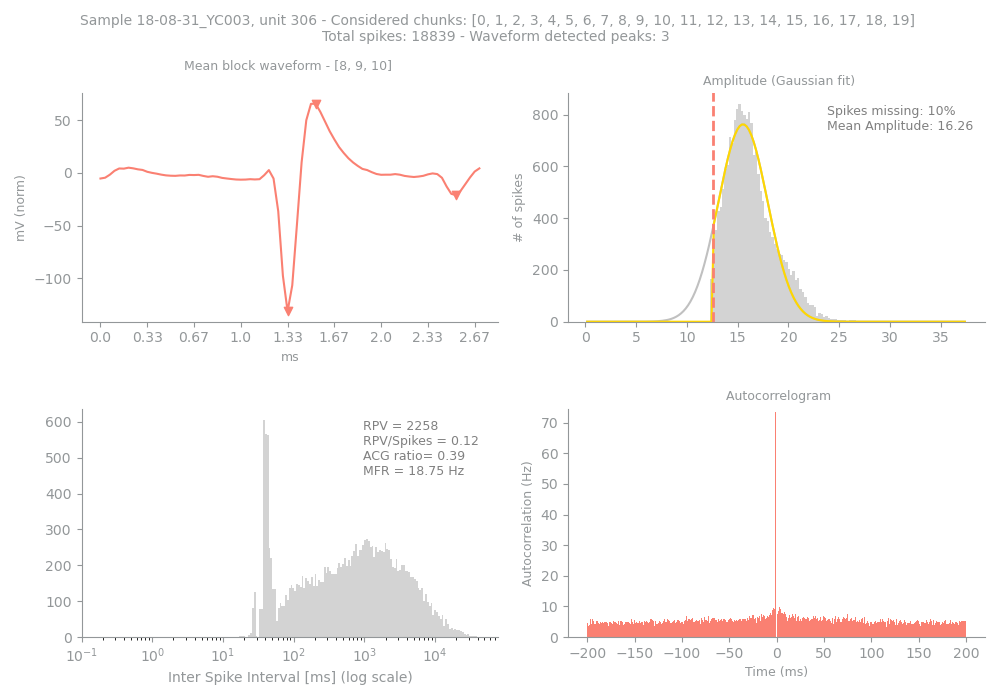 Sample 18-08-31_YC003, unit 306 - Considered chunks: [0, 1, 2, 3, 4, 5, 6, 7, 8, 9, 10, 11, 12, 13, 14, 15, 16, 17, 18, 19]
Total spikes: 18839 - Waveform detected peaks: 3
Mean block waveform - [8, 9, 10]
mV (norm)
50
0
−50
−100
0.0 0.33 0.67 1.0 1.33 1.67 2.0 2.33 2.67
ms
Amplitude (Gaussian fit)
Spikes missing: 10%
Mean Amplitude: 16.26
# of spikes
800
600
400
200
0
0 5 10 15 20 25 30 35
RPV = 2258
RPV/Spikes = 0.12
ACG ratio= 0.39
MFR = 18.75 Hz
600
500
400
300
200
100
0
10⁻¹ 10⁰ 10¹ 10² 10³ 10⁴
Inter Spike Interval [ms] (log scale)
Autocorrelogram
Autocorrelation (Hz)
70
60
50
40
30
20
10
0
−200 −150 −100 −50 0 50 100 150 200
Time (ms)